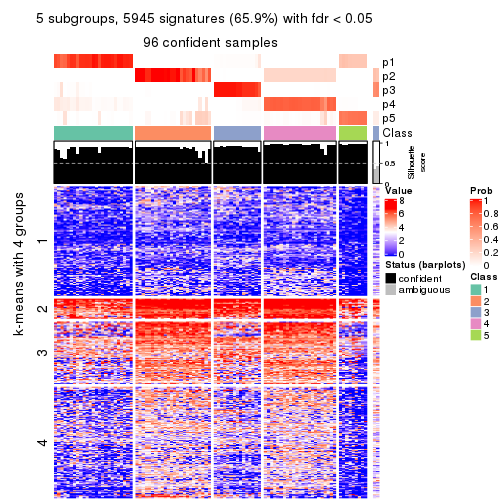 5 subgroups, 5945 signatures (65.9%) with fdr < 0.05
96 confident samples
p1
p2
p3
p4
p5
Class
1
0.5
0
Silhouette
score
k-means with 4 groups
1
2
3
4
Value
8
6
4
2
0
Status (barplots)
confident
ambiguous
Prob
1
0.8
0.6
0.4
0.2
0
Class
1
2
3
4
5